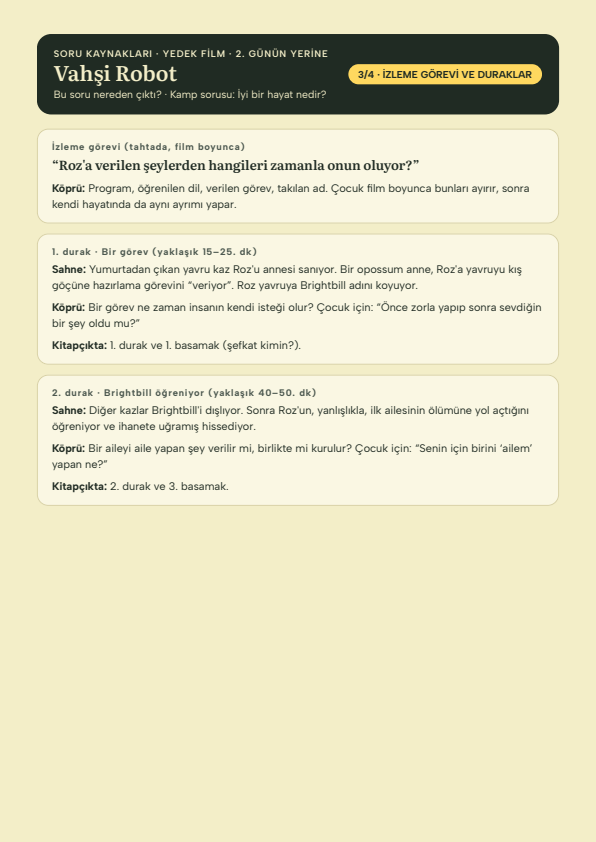 SORU KAYNAKLARI · YEDEK FİLM · 2. GÜNÜN YERİNE
Vahşi Robot
3/4 · İZLEME GÖREVİ VE DURAKLAR
Bu soru nereden çıktı? · Kamp sorusu: İyi bir hayat nedir?
İzleme görevi (tahtada, film boyunca)
“Roz'a verilen şeylerden hangileri zamanla onun oluyor?”
Köprü: Program, öğrenilen dil, verilen görev, takılan ad. Çocuk film boyunca bunları ayırır, sonra
kendi hayatında da aynı ayrımı yapar.
1. durak · Bir görev (yaklaşık 15–25. dk)
Sahne: Yumurtadan çıkan yavru kaz Roz'u annesi sanıyor. Bir opossum anne, Roz'a yavruyu kış
göçüne hazırlama görevini “veriyor”. Roz yavruya Brightbill adını koyuyor.
Köprü: Bir görev ne zaman insanın kendi isteği olur? Çocuk için: “Önce zorla yapıp sonra sevdiğin
bir şey oldu mu?”
Kitapçıkta: 1. durak ve 1. basamak (şefkat kimin?).
2. durak · Brightbill öğreniyor (yaklaşık 40–50. dk)
Sahne: Diğer kazlar Brightbill'i dışlıyor. Sonra Roz'un, yanlışlıkla, ilk ailesinin ölümüne yol açtığını
öğreniyor ve ihanete uğramış hissediyor.
Köprü: Bir aileyi aile yapan şey verilir mi, birlikte mi kurulur? Çocuk için: “Senin için birini ‘ailem’
yapan ne?”
Kitapçıkta: 2. durak ve 3. basamak.